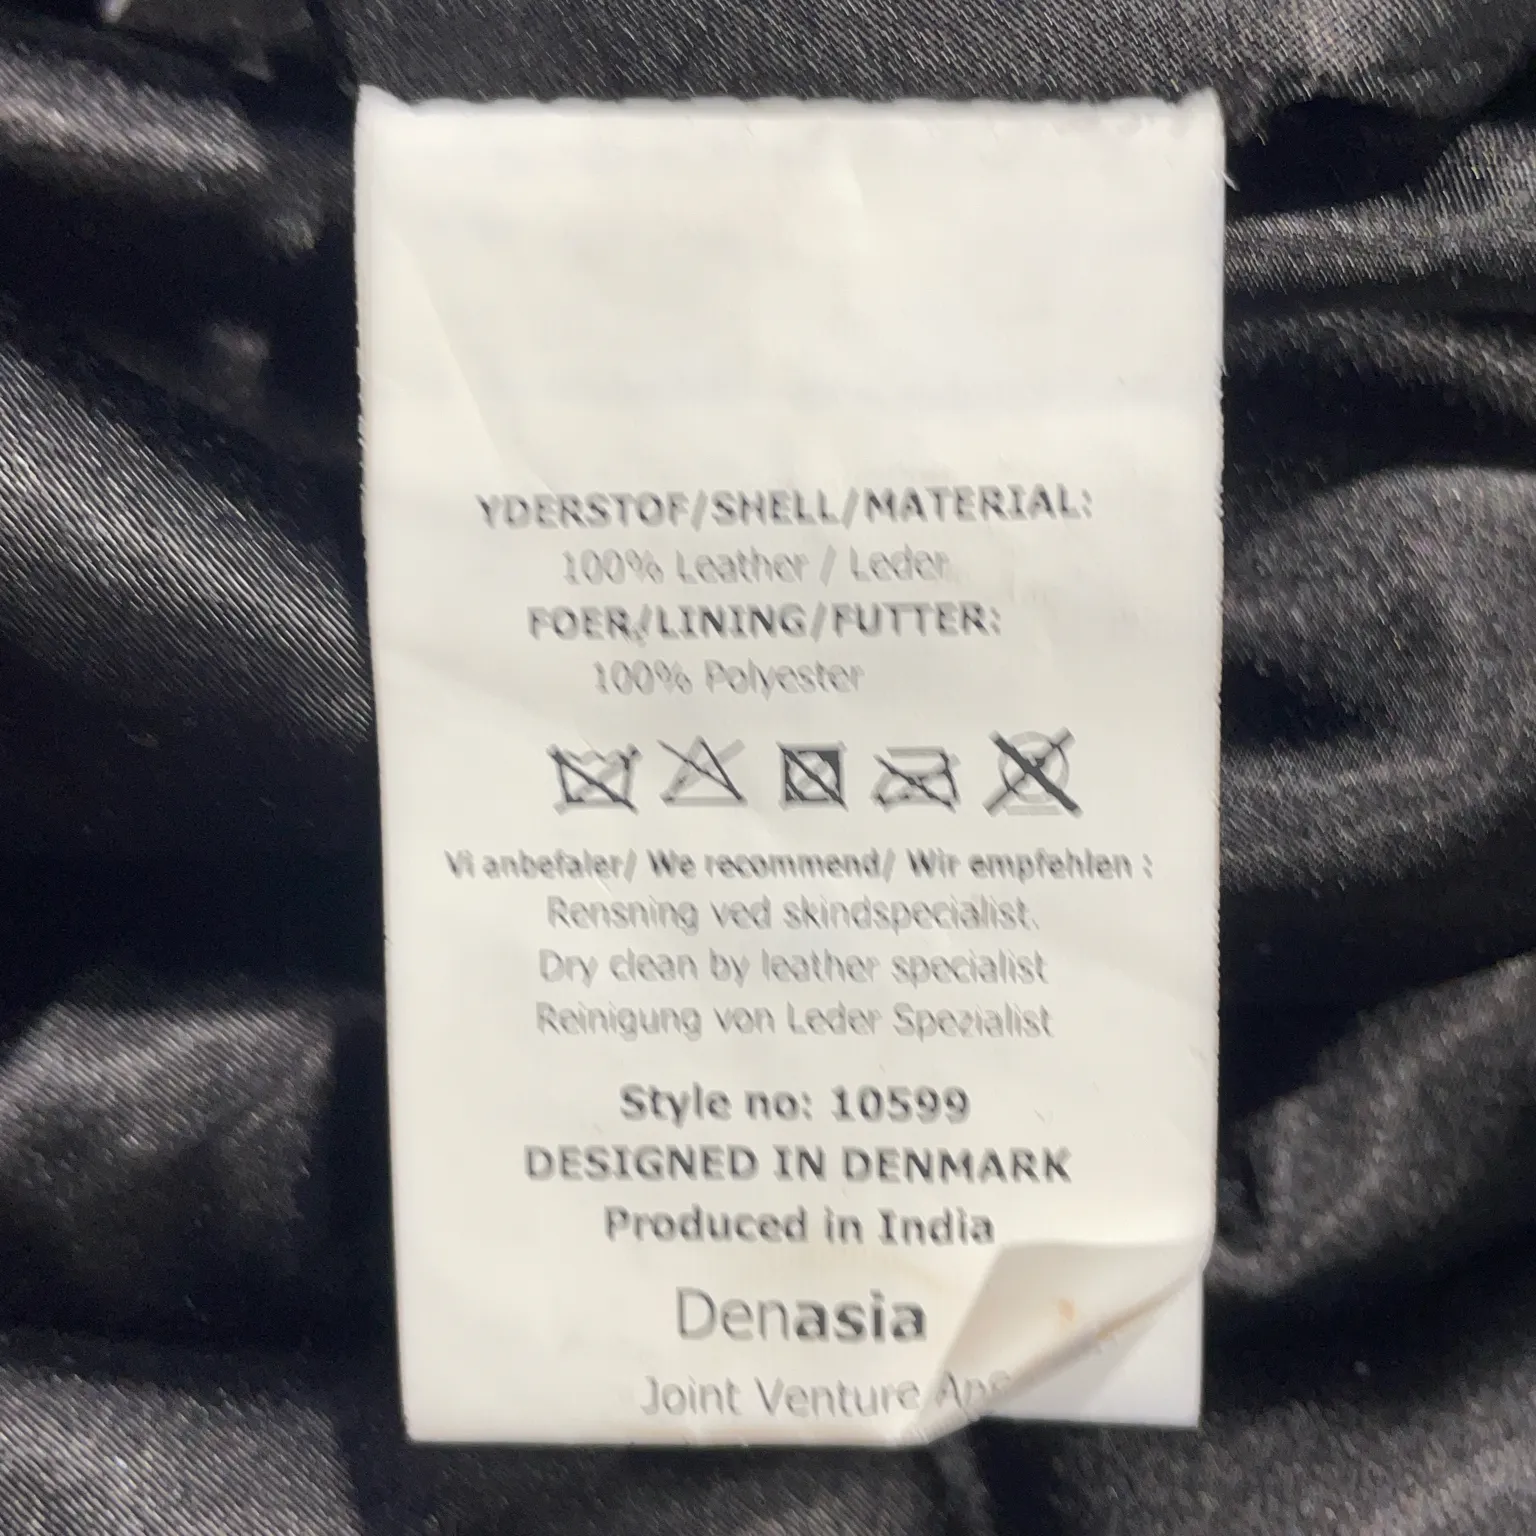 YDERSTOF/SHELL/MATERIAL:
100% Leather / Leder
FOER/LINING/FUTTER:
100% Polyester
Vi anbefaler/ We recommend/ Wir empfehlen :
Rensning ved skindspecialist.
Dry clean by leather specialist
Reinigung von Leder Spezialist
Style no: 10599
DESIGNED IN DENMARK
Produced in India
Denasia
Joint Venture